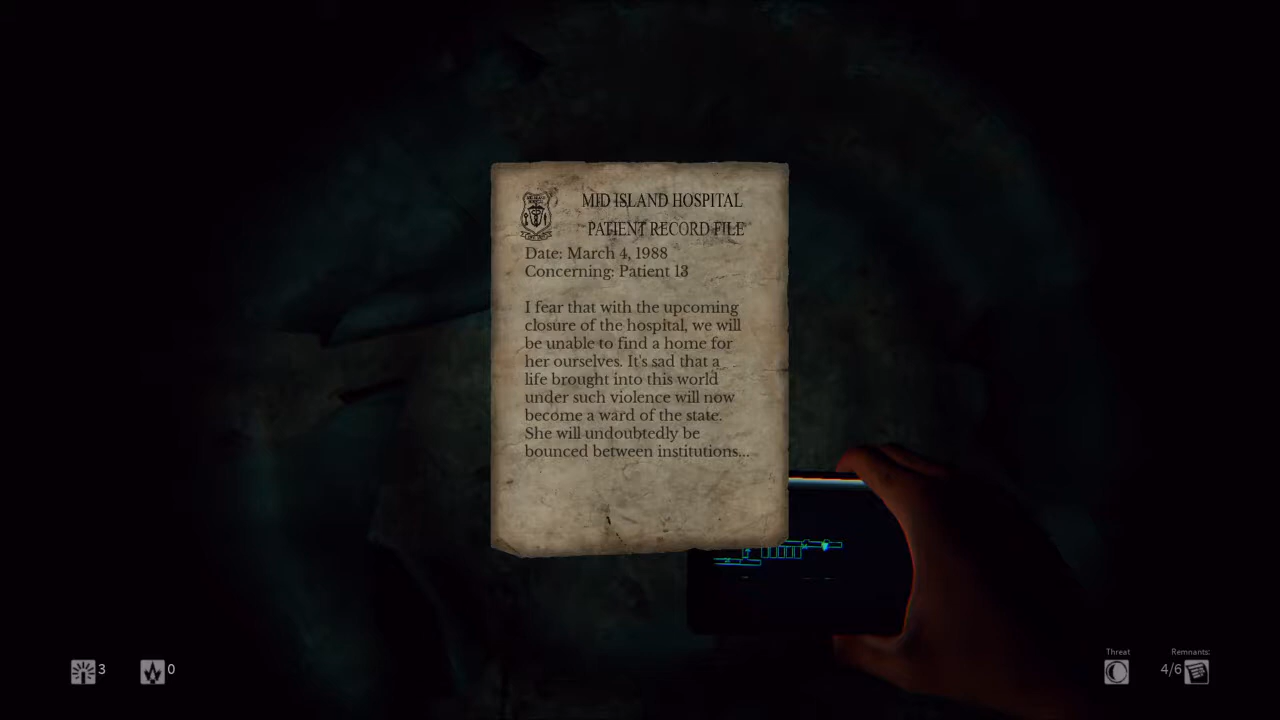 MID ISLAND HOSPITAL
PATIENT RECORD FILE
Date: March 4, 1988
Concerning: Patient 13
I fear that with the upcoming
closure of the hospital, we will
be unable to find a home for
her ourselves. It's sad that a
life brought into this world
under such violence will now
become a ward of the state.
She will undoubtedly be
bounced between institutions...
3
0
Threat
Remnants:
4/6